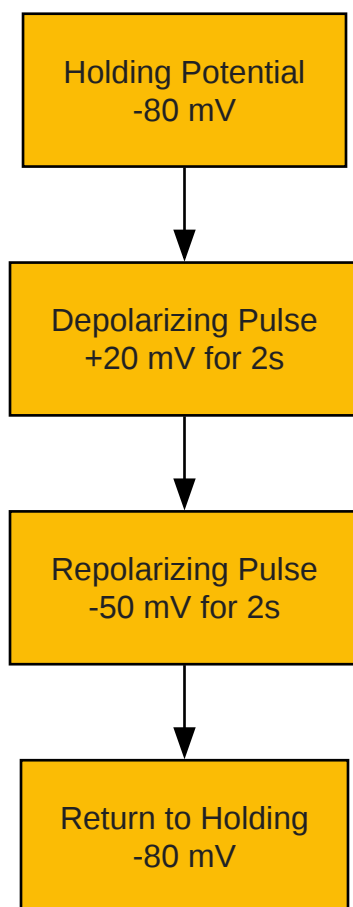 Holding Potential
-80 mV
Depolarizing Pulse
+20 mV for 2s
Repolarizing Pulse
-50 mV for 2s
Return to Holding
-80 mV